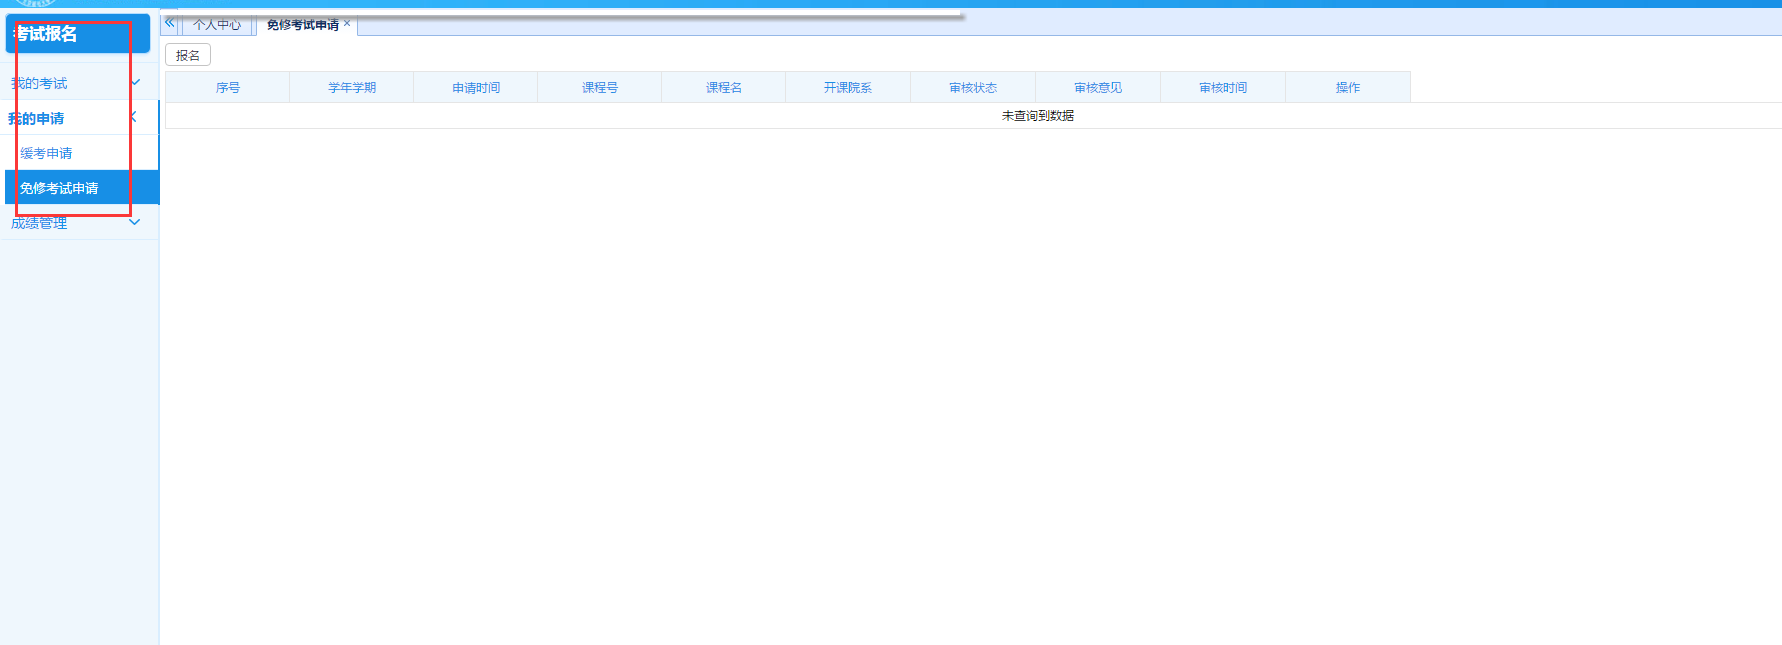 考试报名
我的考试
我的申请
缓考申请
免修考试申请
成绩管理
个人中心 免修考试申请 ×
报名
序号 学年学期 申请时间 课程号 课程名 开课院系 审核状态 审核意见 审核时间 操作
未查询到数据